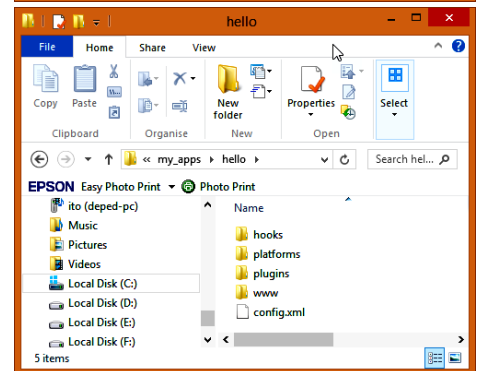 hello
File Home Share View
Copy Paste New folder Properties Select
Clipboard Organise New Open
« my_apps hello Search hel...
EPSON Easy Photo Print Photo Print
ito (deped-pc)
Music
Pictures
Videos
Local Disk (C:)
Local Disk (D:)
Local Disk (E:)
Local Disk (F:)
Name
hooks
platforms
plugins
www
config.xml
5 items